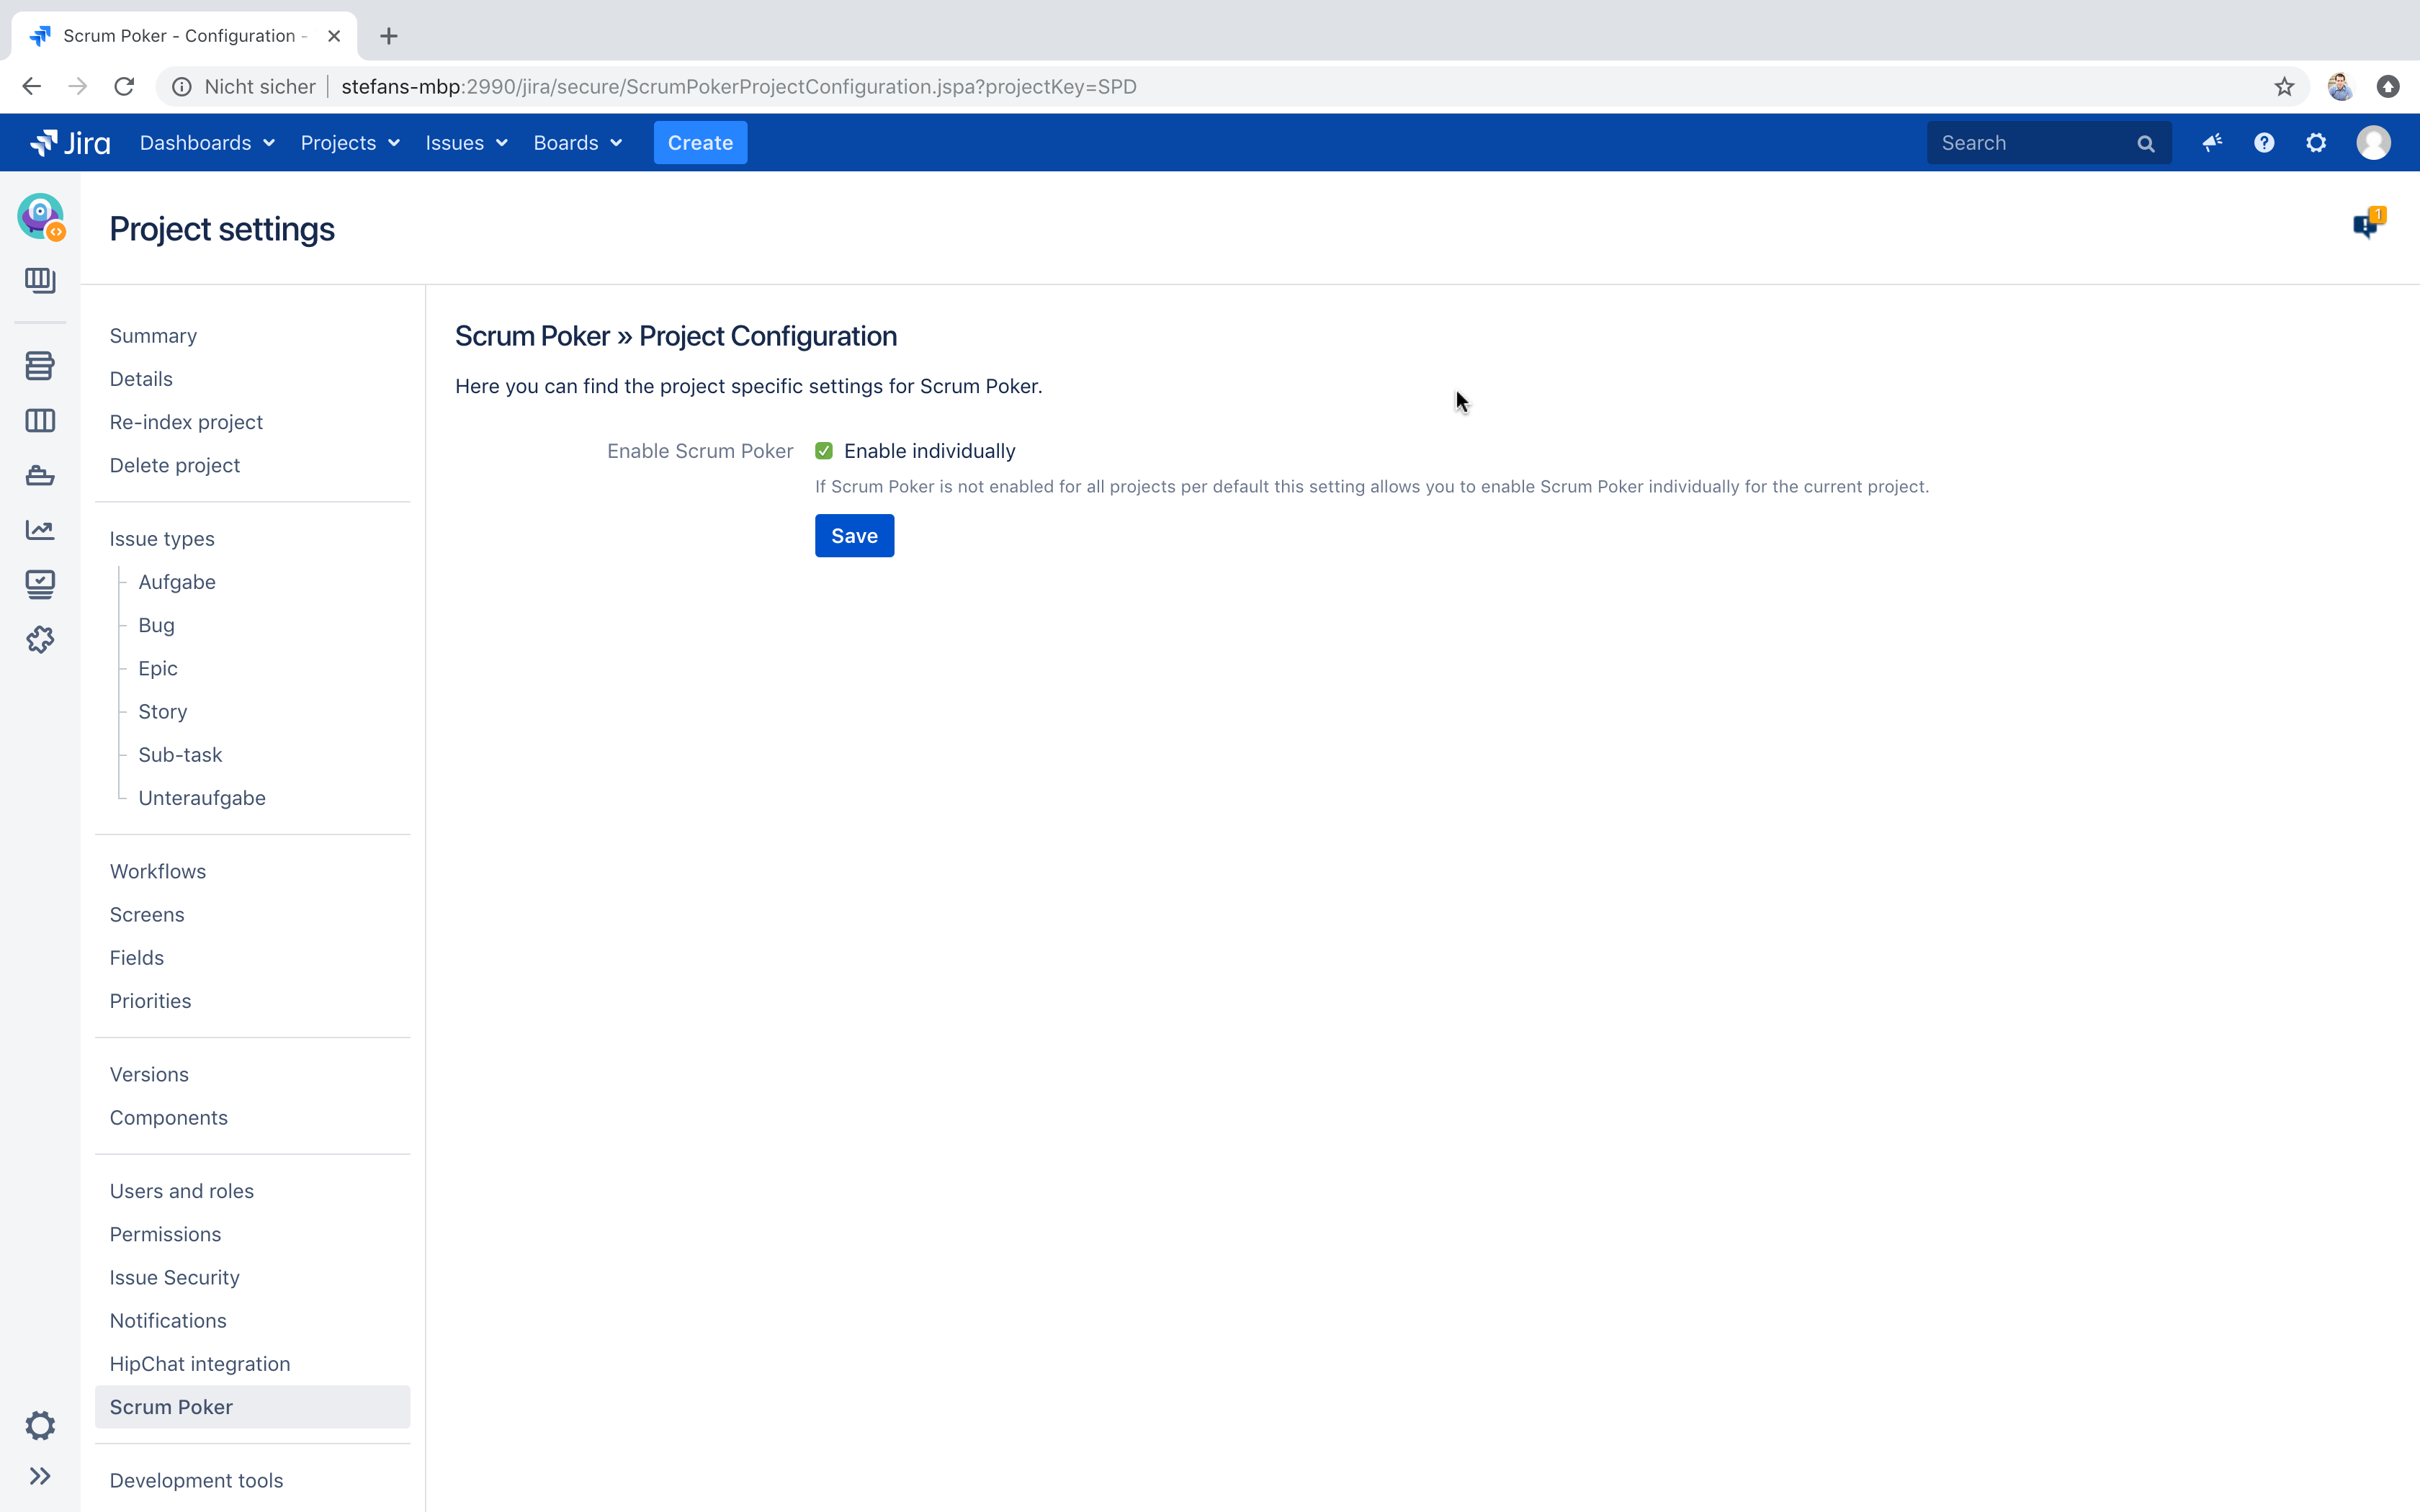 Scrum Poker - Configuration -
Nicht sicher | stefans-mbp:2990/jira/secure/ScrumPokerProjectConfiguration.jspa?projectKey=SPD
Jira Dashboards Projects Issues Boards Create Search
Project settings
1
Summary
Details
Re-index project
Delete project
Issue types
Aufgabe
Bug
Epic
Story
Sub-task
Unteraufgabe
Workflows
Screens
Fields
Priorities
Versions
Components
Users and roles
Permissions
Issue Security
Notifications
HipChat integration
Scrum Poker
Development tools
Scrum Poker » Project Configuration
Here you can find the project specific settings for Scrum Poker.
Enable Scrum Poker Enable individually
If Scrum Poker is not enabled for all projects per default this setting allows you to enable Scrum Poker individually for the current project.
Save